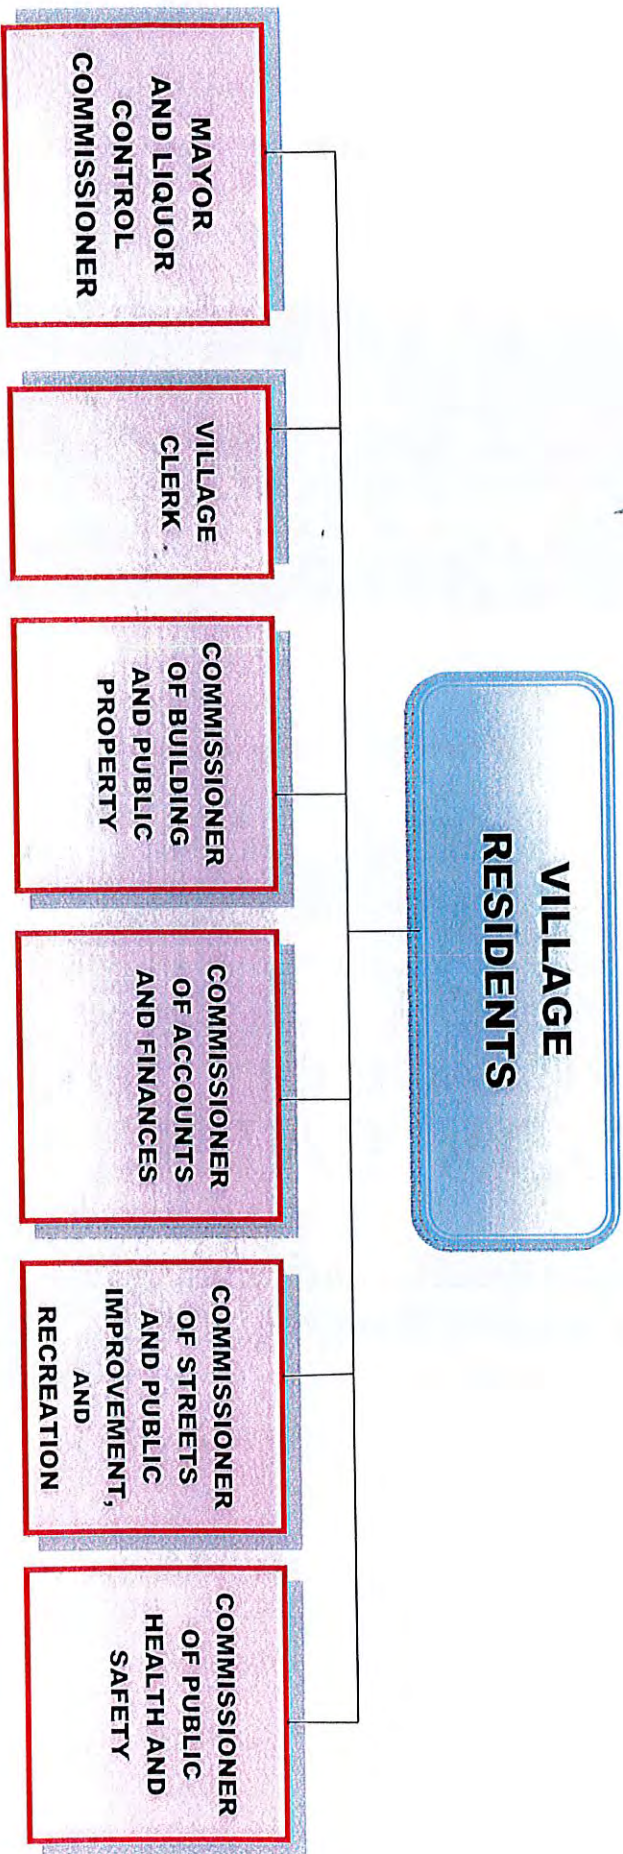 VILLAGE
RESIDENTS
MAYOR
AND LIQUOR
CONTROL
COMMISSIONER
VILLAGE
CLERK
COMMISSIONER
OF BUILDING
AND PUBLIC
PROPERTY
COMMISSIONER
OF ACCOUNTS
AND FINANCES
COMMISSIONER
OF STREETS
AND PUBLIC
IMPROVEMENT,
AND
RECREATION
COMMISSIONER
OF PUBLIC
HEALTH AND
SAFETY